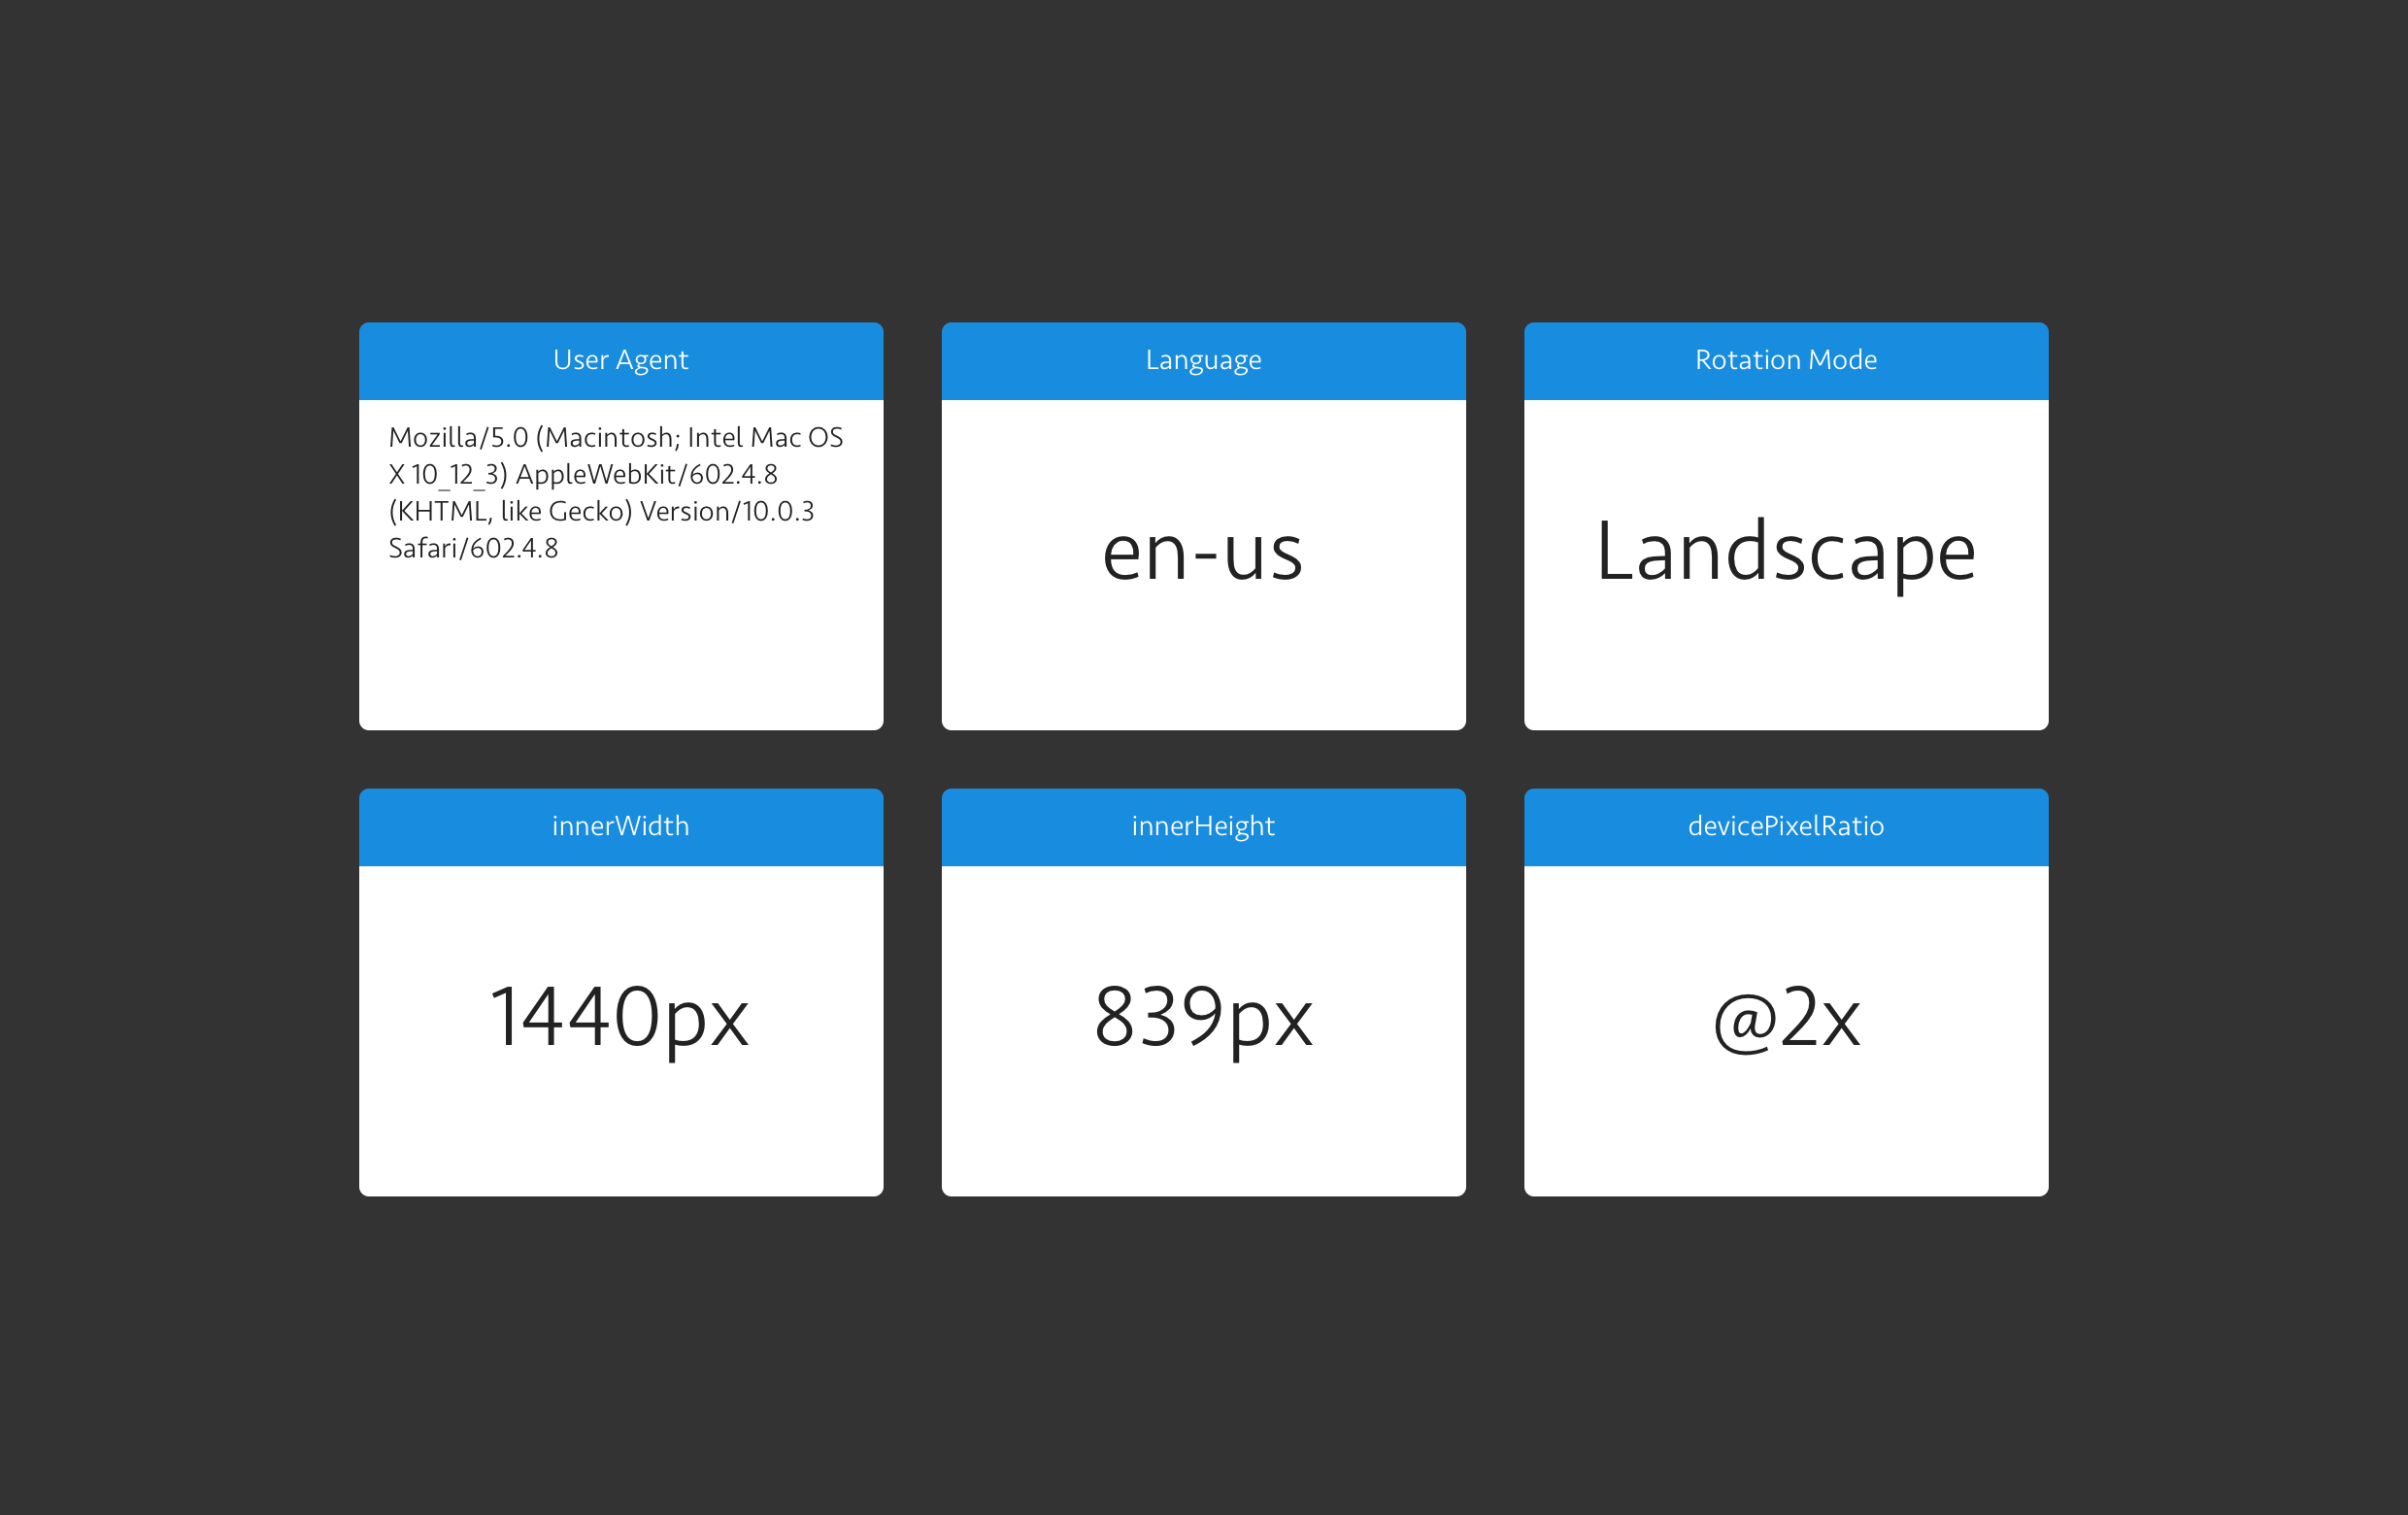 User Agent
Mozilla/5.0 (Macintosh; Intel Mac OS
X 10_12_3) AppleWebKit/602.4.8
(KHTML, like Gecko) Version/10.0.3
Safari/602.4.8
Language
en-us
Rotation Mode
Landscape
innerWidth
1440px
innerHeight
839px
devicePixelRatio
@2x